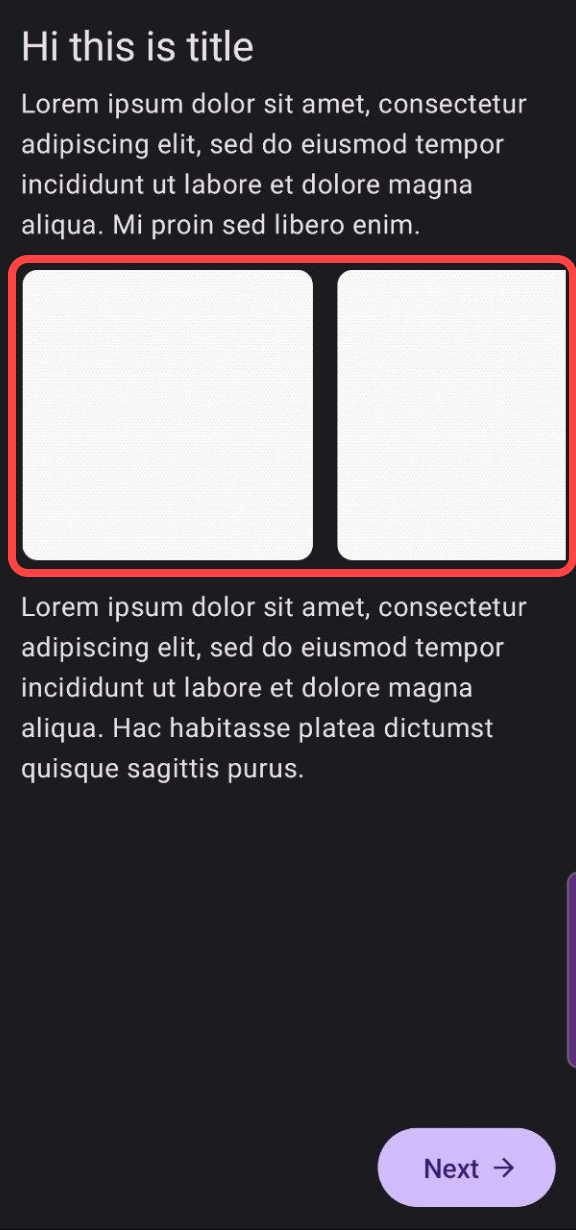 Hi this is title
Lorem ipsum dolor sit amet, consectetur
adipiscing elit, sed do eiusmod tempor
incididunt ut labore et dolore magna
aliqua. Mi proin sed libero enim.
Lorem ipsum dolor sit amet, consectetur
adipiscing elit, sed do eiusmod tempor
incididunt ut labore et dolore magna
aliqua. Hac habitasse platea dictumst
quisque sagittis purus.
Next →